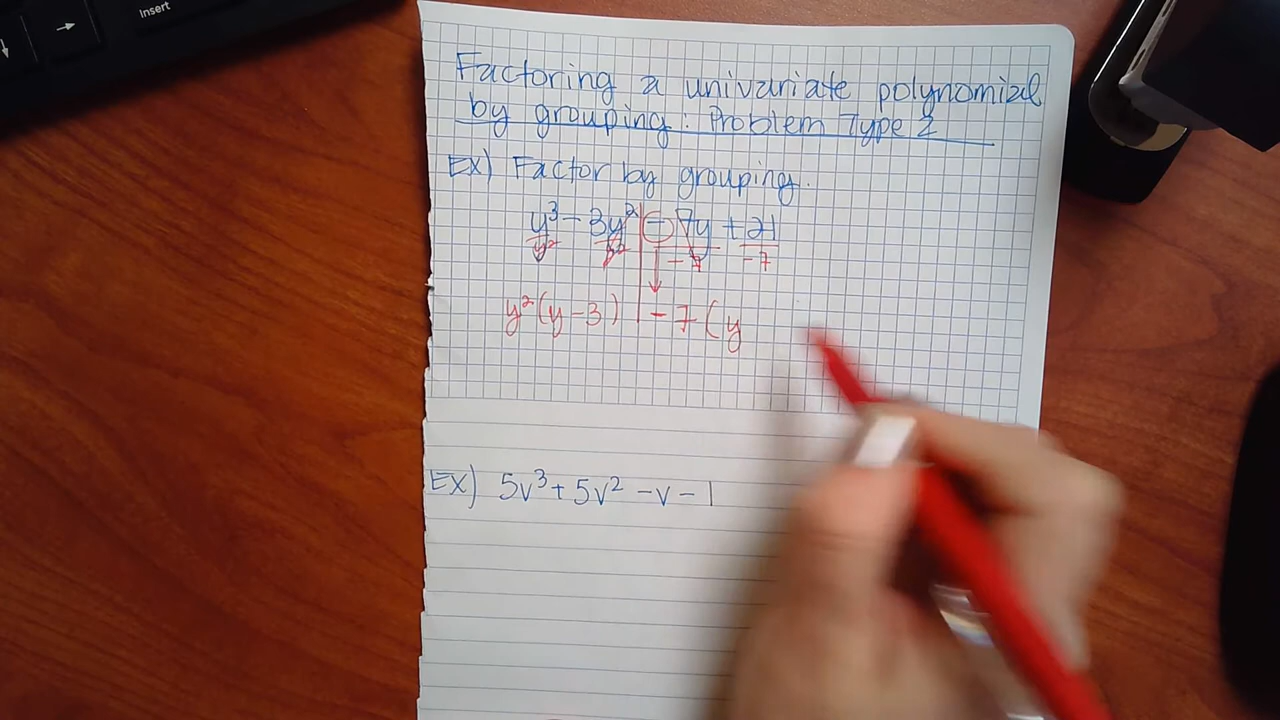 Insert
Factoring a univariate polynomial
by grouping: Problem Type 2
EX) Factor by grouping.
y³ - 3y² - 7y + 21
y² y² -7 -7
y²(y-3) - 7(y
EX) 5v³ + 5v² - v - 1